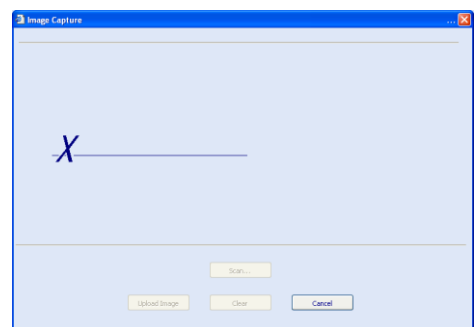 Image Capture ...
X
Scan...
Upload Image Clear Cancel